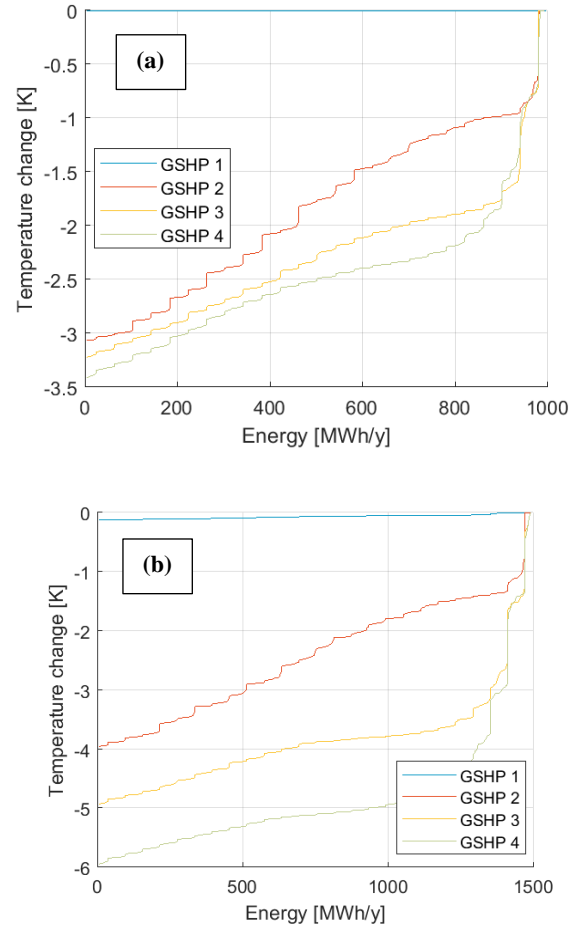 0
-0.5
(a)
-1
GSHP 1
-1.5
GSHP 2
GSHP 3
-2
GSHP 4
-2.5
-3
-3.5
Temperature change [K]
0 200 400 600 800 1000
Energy [MWh/y]
0
(b)
-1
-2
-3
-4
GSHP 1
GSHP 2
-5
GSHP 3
GSHP 4
-6
Temperature change [K]
0 500 1000 1500
Energy [MWh/y]